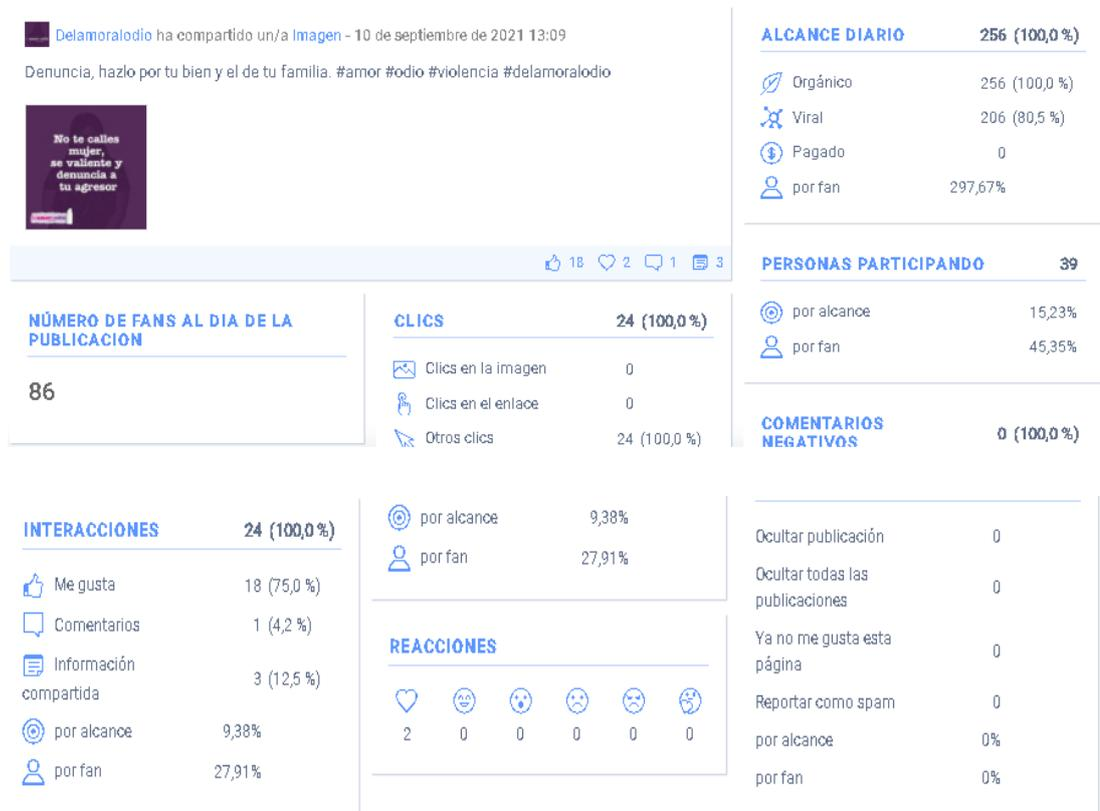 Delamoralodio ha compartido un/a Imagen - 10 de septiembre de 2021 13:09
Denuncia, hazlo por tu bien y el de tu familia. #amor #odio #violencia #delamoralodio
No te calles
mujer,
se valiente y
denuncia a
tu agresor
18 2 1 3
NÚMERO DE FANS AL DIA DE LA
PUBLICACION
86
CLICS 24 (100,0 %)
Clics en la imagen 0
Clics en el enlace 0
Otros clics 24 (100,0 %)
ALCANCE DIARIO 256 (100,0 %)
Orgánico 256 (100,0 %)
Viral 206 (80,5 %)
Pagado 0
por fan 297,67%
PERSONAS PARTICIPANDO 39
por alcance 15,23%
por fan 45,35%
COMENTARIOS
NEGATIVOS 0 (100,0 %)
INTERACCIONES 24 (100,0 %)
Me gusta 18 (75,0 %)
Comentarios 1 (4,2 %)
Información
compartida 3 (12,5 %)
por alcance 9,38%
por fan 27,91%
por alcance 9,38%
por fan 27,91%
REACCIONES
2 0 0 0 0 0
Ocultar publicación 0
Ocultar todas las
publicaciones 0
Ya no me gusta esta
página 0
Reportar como spam 0
por alcance 0%
por fan 0%